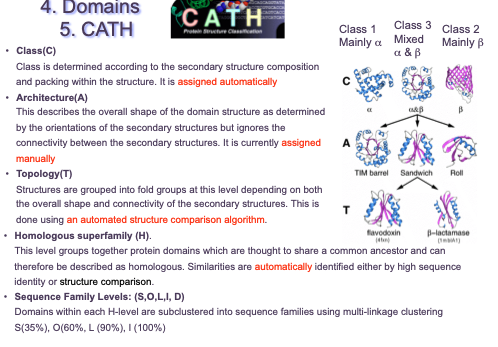 4. Domains
5. CATH
CATH
Protein Structure Classification
Class 1
Mainly α
Class 3
Mixed
α & β
Class 2
Mainly β
• Class(C)
Class is determined according to the secondary structure composition
and packing within the structure. It is assigned automatically
• Architecture(A)
This describes the overall shape of the domain structure as determined
by the orientations of the secondary structures but ignores the
connectivity between the secondary structures. It is currently assigned
manually
• Topology(T)
Structures are grouped into fold groups at this level depending on both
the overall shape and connectivity of the secondary structures. This is
done using an automated structure comparison algorithm.
• Homologous superfamily (H).
This level groups together protein domains which are thought to share a common ancestor and can
therefore be described as homologous. Similarities are automatically identified either by high sequence
identity or structure comparison.
• Sequence Family Levels: (S,O,L,I, D)
Domains within each H-level are subclustered into sequence families using multi-linkage clustering
S(35%), O(60%, L (90%), I (100%)
C
α
α&β
β
A
TIM barrel
Sandwich
Roll
T
flavodoxin
(4fxn)
β-lactamase